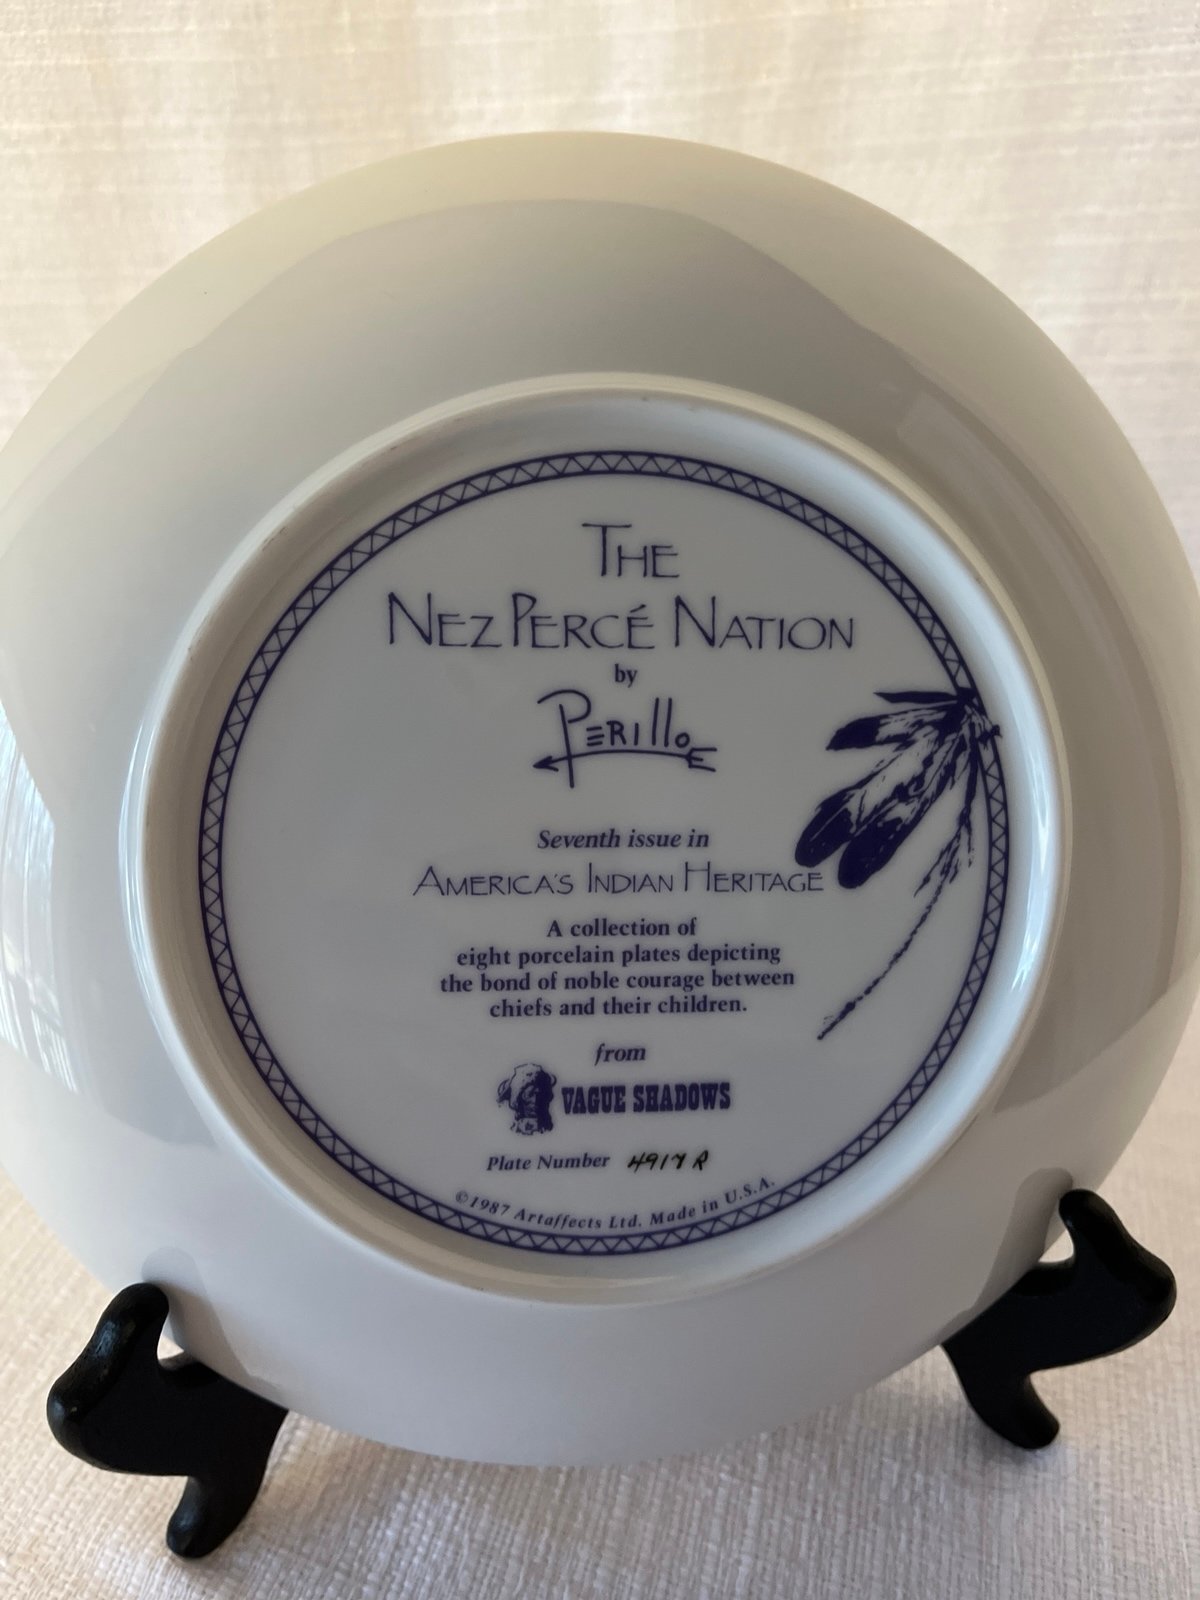 THE
NEZ PERCÉ NATION
by
PERIllo
Seventh issue in
AMERICA'S INDIAN HERITAGE
A collection of
eight porcelain plates depicting
the bond of noble courage between
chiefs and their children.
from
VAGUE SHADOWS
Plate Number 4917 R
©1987 Artaffects Ltd. Made in U.S.A.